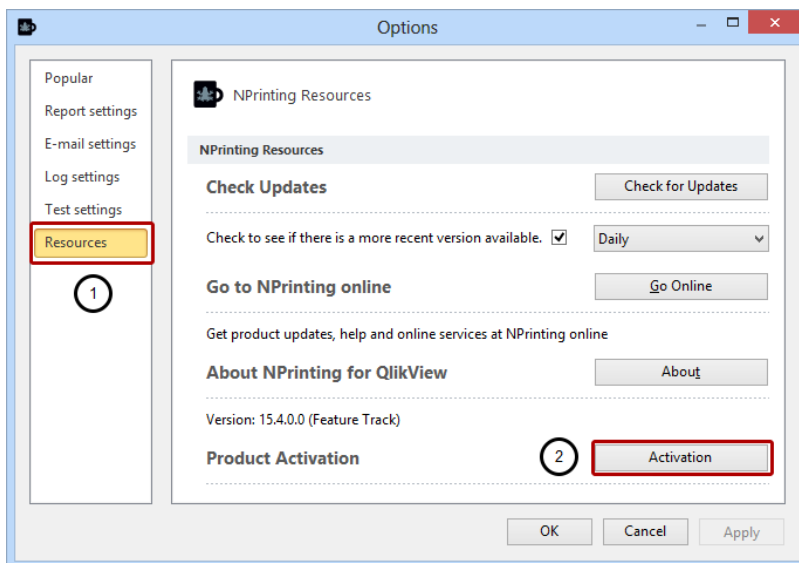 Options
Popular
Report settings
E-mail settings
Log settings
Test settings
Resources
1
NPrinting Resources
NPrinting Resources
Check Updates
Check for Updates
Check to see if there is a more recent version available.
Daily
Go to NPrinting online
Go Online
Get product updates, help and online services at NPrinting online
About NPrinting for QlikView
About
Version: 15.4.0.0 (Feature Track)
Product Activation
2
Activation
OK
Cancel
Apply